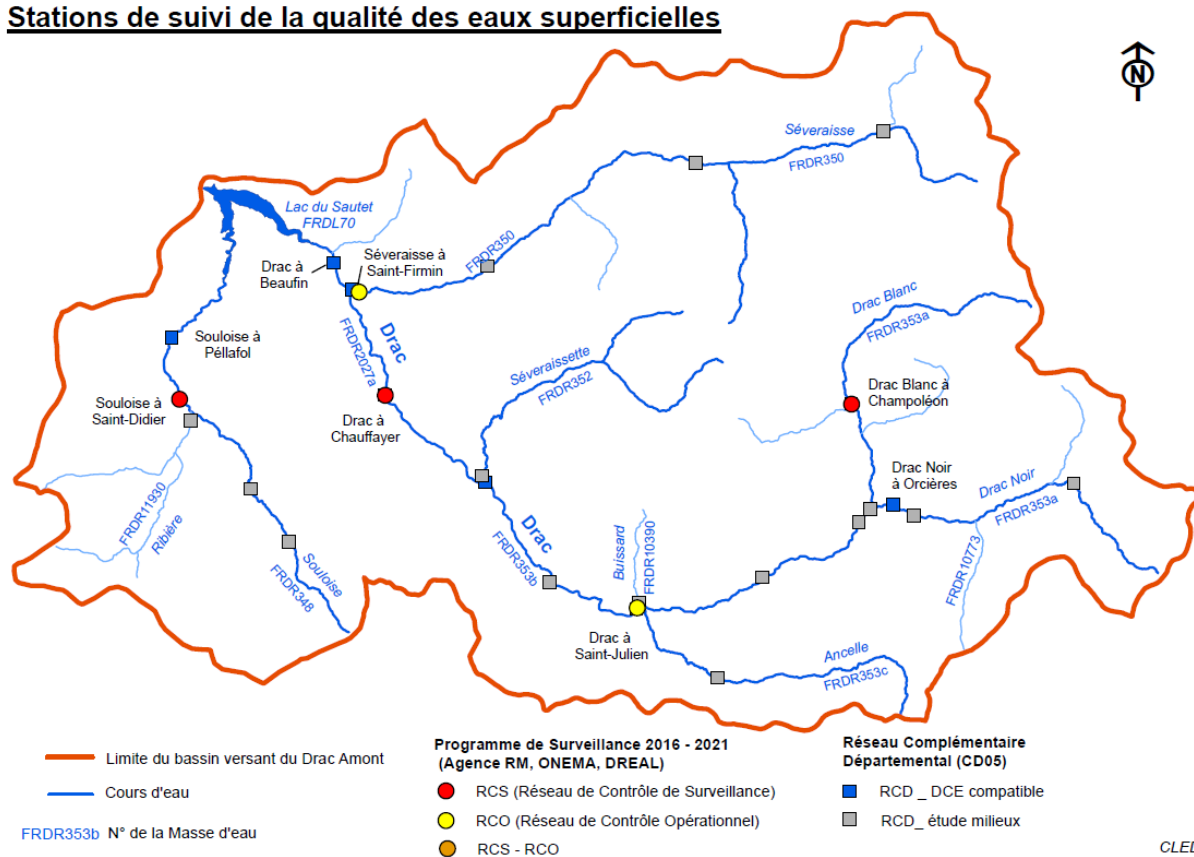 Stations de suivi de la qualité des eaux superficielles
N
Séveraisse
FRDR350
Lac du Sautet
FRDL70
Séveraisse à
Saint-Firmin
Drac à
Beaufin
FRDR350
Drac Blanc
FRDR353a
Souloise à
Péllafol
Drac
FRDR2027a
Séveraissette
FRDR352
Drac Blanc à
Champoléon
Souloise à
Saint-Didier
Drac à
Chauffayer
Drac Noir
à Orcières
Drac Noir
FRDR353a
FRDR11930
Ribière
Drac
FRDR353b
Buissard
FRDR10390
FRDR10773
Souloise
FRDR348
Drac à
Saint-Julien
Ancelle
FRDR353c
Limite du bassin versant du Drac Amont
Cours d'eau
FRDR353b N° de la Masse d'eau
Programme de Surveillance 2016 - 2021
(Agence RM, ONEMA, DREAL)
RCS (Réseau de Contrôle de Surveillance)
RCO (Réseau de Contrôle Opérationnel)
RCS - RCO
Réseau Complémentaire
Départemental (CD05)
RCD _ DCE compatible
RCD_ étude milieux